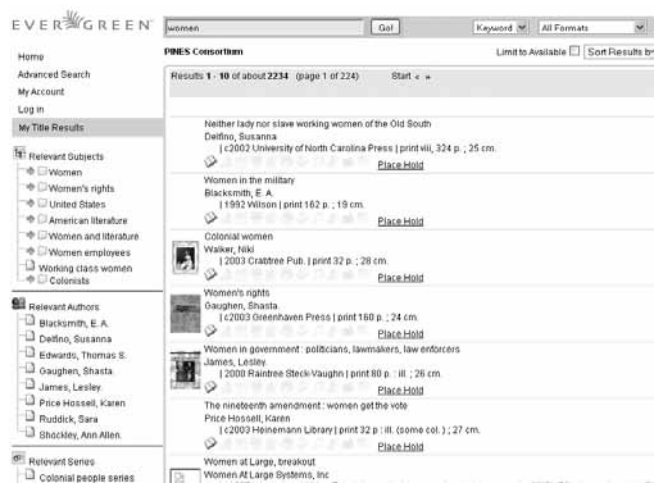 EVERGREEN
women
Go!
Keyword
All Formats
Home
Advanced Search
My Account
Log in
My Title Results
PINES Consortium
Limit to Available
Sort Results by
Results 1 - 10 of about 2234 (page 1 of 224) Start « »
Relevant Subjects
Women
Women's rights
United States
American literature
Women and literature
Women employees
Working class women
Colonists
Relevant Authors
Blacksmith, E. A.
Delfino, Susanna
Edwards, Thomas S.
Gaughen, Shasta.
James, Lesley.
Price Hossell, Karen
Ruddick, Sara
Shockley, Ann Allen.
Relevant Series
Colonial people series
Neither lady nor slave working women of the Old South
Delfino, Susanna
| c2002 University of North Carolina Press | print viii, 324 p. ; 25 cm.
Place Hold
Women in the military
Blacksmith, E. A.
| 1992 Wilson | print 162 p. ; 19 cm.
Place Hold
Colonial women
Walker, Niki
| 2003 Crabtree Pub. | print 32 p. ; 28 cm.
Place Hold
Women's rights
Gaughen, Shasta.
| c2003 Greenhaven Press | print 160 p. ; 24 cm.
Place Hold
Women in government : politicians, lawmakers, law enforcers
James, Lesley.
| 2000 Raintree Steck-Vaughn | print 80 p. : ill. ; 26 cm.
Place Hold
The nineteenth amendment : women get the vote
Price Hossell, Karen
| c2003 Heinemann Library | print 32 p : ill. (some col. ) ; 27 cm.
Place Hold
Women at Large, breakout
Women At Large Systems, Inc